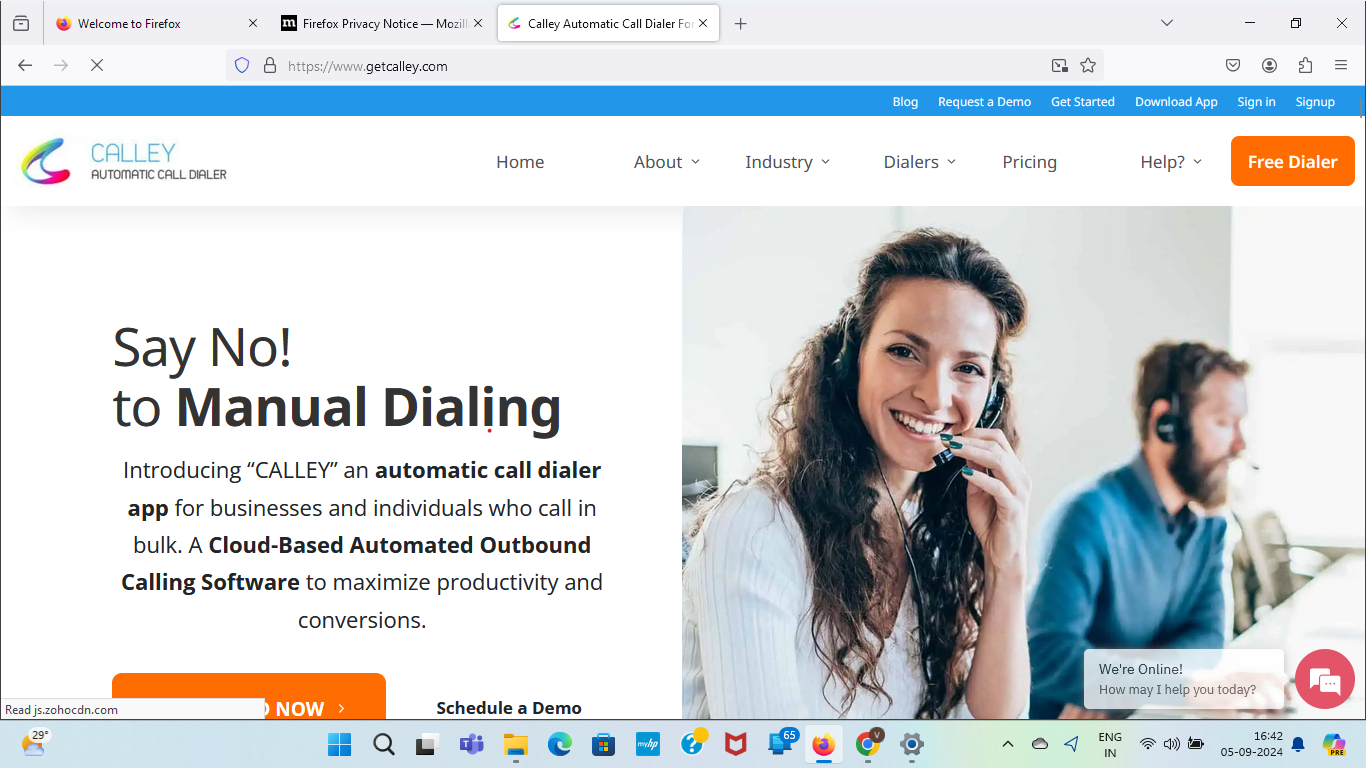 Welcome to Firefox
Firefox Privacy Notice — Mozill
Calley Automatic Call Dialer For
https://www.getcalley.com
Blog Request a Demo Get Started Download App Sign in Signup
CALLEY
AUTOMATIC CALL DIALER
Home About Industry Dialers Pricing Help? Free Dialer
Say No!
to Manual Dialing
Introducing “CALLEY” an automatic call dialer
app for businesses and individuals who call in
bulk. A Cloud-Based Automated Outbound
Calling Software to maximize productivity and
conversions.
We're Online!
How may I help you today?
NOW
Schedule a Demo
Read js.zohocdn.com
29°
myhp
65
V
ENG
IN
16:42
05-09-2024
PRE